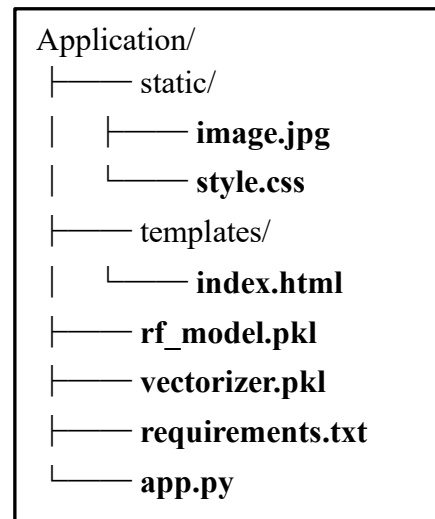 Application/
├── static/
│ ├── image.jpg
│ └── style.css
├── templates/
│ └── index.html
├── rf_model.pkl
├── vectorizer.pkl
├── requirements.txt
└── app.py